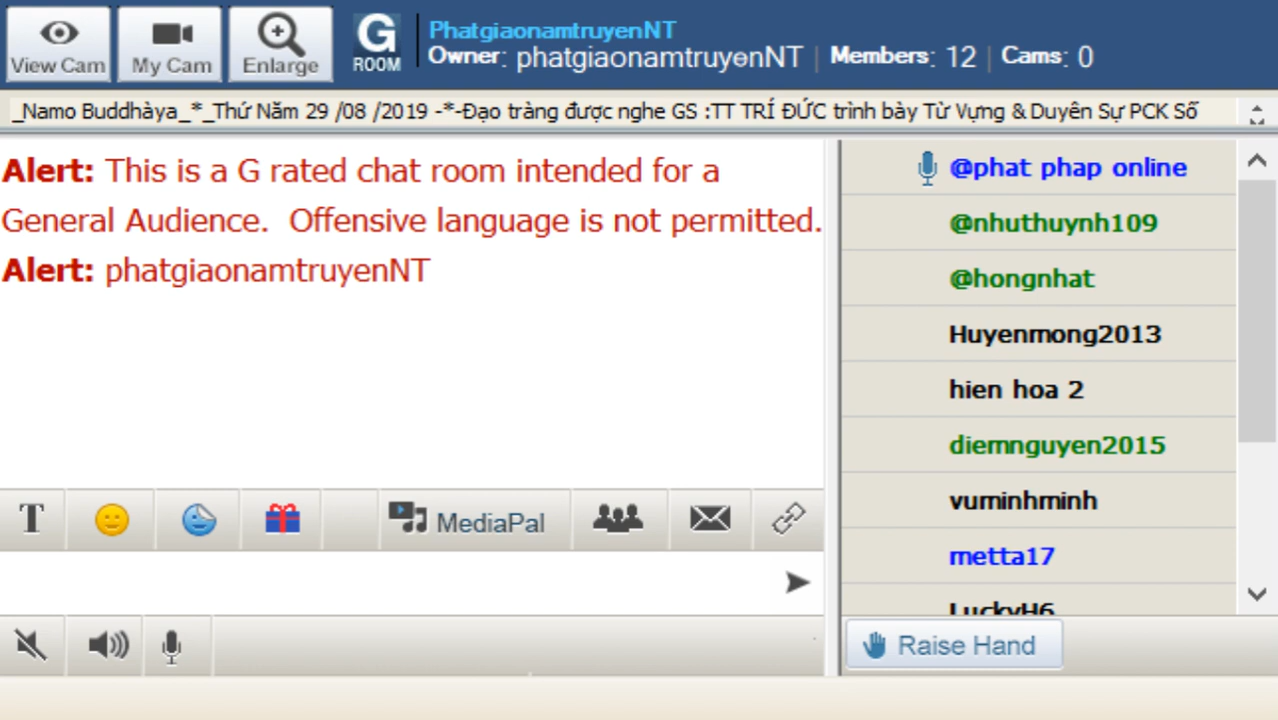 View Cam
My Cam
Enlarge
G
ROOM
PhatgiaonamtruyenNT
Owner: phatgiaonamtruyenNT | Members: 12 | Cams: 0
_Namo Buddhàya_*_Thứ Năm 29 /08 /2019 -*-Đạo tràng được nghe GS :TT TRÍ ĐỨC trình bày Từ Vựng & Duyên Sự PCK Số
Alert: This is a G rated chat room intended for a
General Audience. Offensive language is not permitted.
Alert: phatgiaonamtruyenNT
@phat phap online
@nhuthuynh109
@hongnhat
Huyenmong2013
hien hoa 2
diemnguyen2015
vuminhminh
metta17
LuckyH6
T
MediaPal
Raise Hand